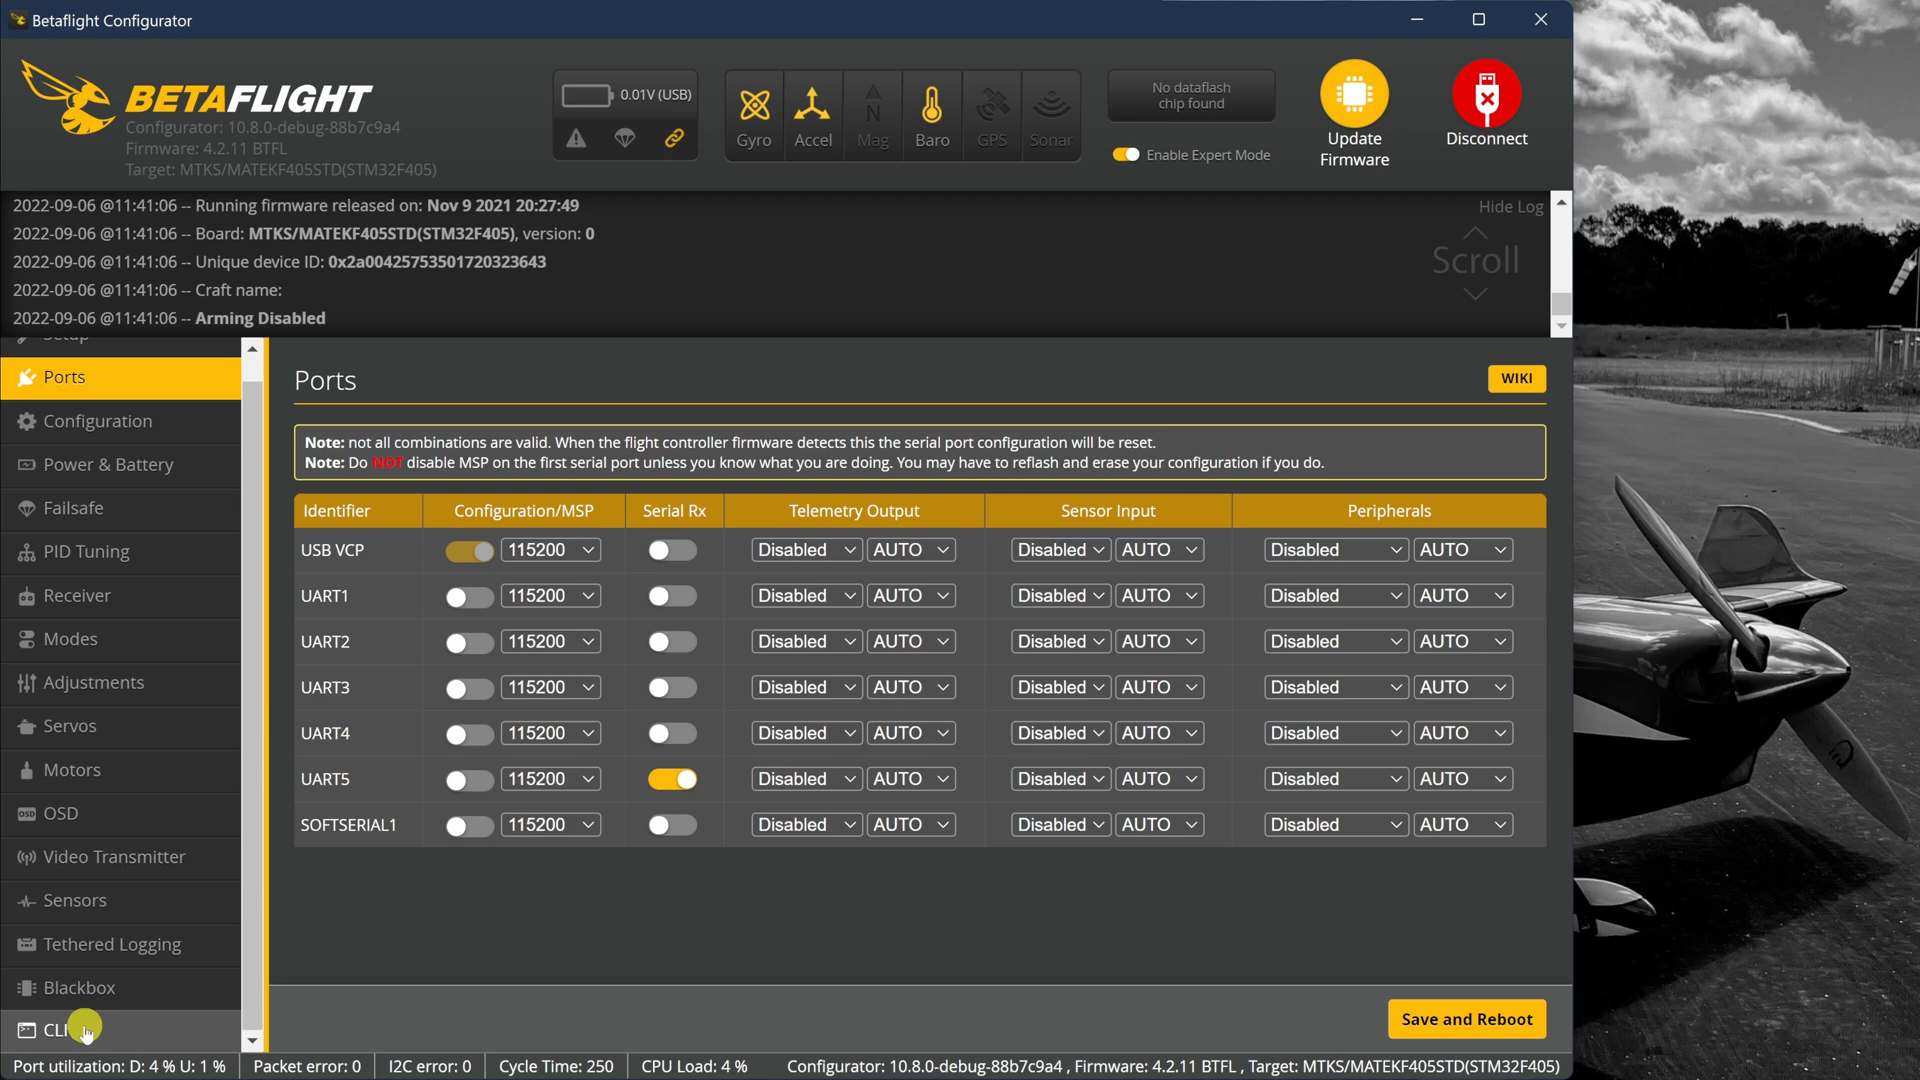 Betaflight Configurator
BETAFLIGHT
Configurator: 10.8.0-debug-88b7c9a4
Firmware: 4.2.11 BTFL
Target: MTKS/MATEKF405STD(STM32F405)
0.01V (USB)
Gyro Accel Mag Baro GPS Sonar
N
No dataflash
chip found
Enable Expert Mode
Update
Firmware
Disconnect
2022-09-06 @11:41:06 -- Running firmware released on: Nov 9 2021 20:27:49
2022-09-06 @11:41:06 -- Board: MTKS/MATEKF405STD(STM32F405), version: 0
2022-09-06 @11:41:06 -- Unique device ID: 0x2a00425753501720323643
2022-09-06 @11:41:06 -- Craft name:
2022-09-06 @11:41:06 -- Arming Disabled
Hide Log
Scroll
Setup
Ports
Configuration
Power & Battery
Failsafe
PID Tuning
Receiver
Modes
Adjustments
Servos
Motors
OSD OSD
Video Transmitter
Sensors
Tethered Logging
Blackbox
CLI
Ports
WIKI
Note: not all combinations are valid. When the flight controller firmware detects this the serial port configuration will be reset.
Note: Do NOT disable MSP on the first serial port unless you know what you are doing. You may have to reflash and erase your configuration if you do.
Identifier Configuration/MSP Serial Rx Telemetry Output Sensor Input Peripherals
USB VCP 115200 Disabled AUTO Disabled AUTO Disabled AUTO
UART1 115200 Disabled AUTO Disabled AUTO Disabled AUTO
UART2 115200 Disabled AUTO Disabled AUTO Disabled AUTO
UART3 115200 Disabled AUTO Disabled AUTO Disabled AUTO
UART4 115200 Disabled AUTO Disabled AUTO Disabled AUTO
UART5 115200 Disabled AUTO Disabled AUTO Disabled AUTO
SOFTSERIAL1 115200 Disabled AUTO Disabled AUTO Disabled AUTO
Save and Reboot
Port utilization: D: 4 % U: 1 % Packet error: 0 I2C error: 0 Cycle Time: 250 CPU Load: 4 % Configurator: 10.8.0-debug-88b7c9a4 , Firmware: 4.2.11 BTFL , Target: MTKS/MATEKF405STD(STM32F405)